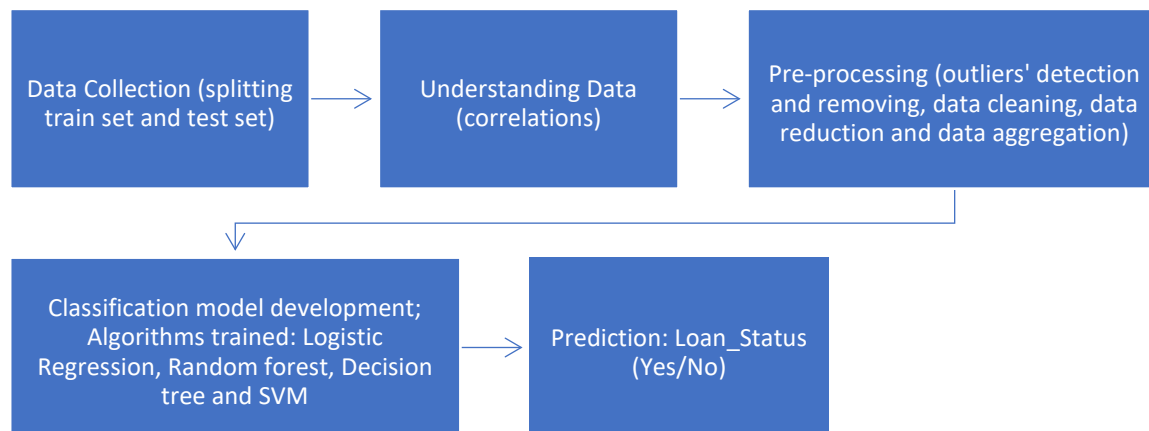 Data Collection (splitting
train set and test set)
Understanding Data
(correlations)
Pre-processing (outliers' detection
and removing, data cleaning, data
reduction and data aggregation)
Classification model development;
Algorithms trained: Logistic
Regression, Random forest, Decision
tree and SVM
Prediction: Loan_Status
(Yes/No)